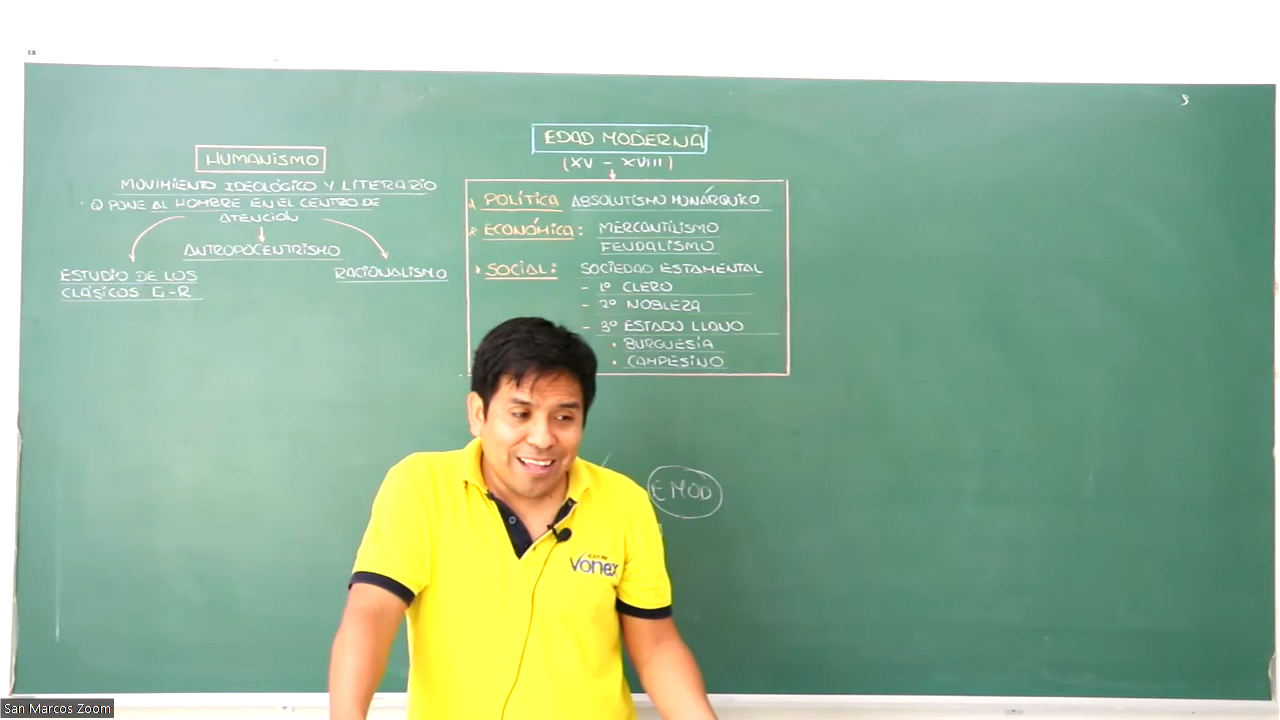 HUMANISMO
MOVIMIENTO IDEOLÓGICO Y LITERARIO
Q PONE AL HOMBRE EN EL CENTRO DE
ATENCIÓN
ANTROPOCENTRISMO
ESTUDIO DE LOS
CLÁSICOS G-R
RACIONALISMO
EDAD MODERNA
(XV - XVIII)
POLÍTICA ABSOLUTISMO MONÁRQUICO
ECONÓMICA: MERCANTILISMO
FEUDALISMO
SOCIAL: SOCIEDAD ESTAMENTAL
- 1º CLERO
- 2º NOBLEZA
- 3º ESTADO LLANO
• BURGUESÍA
• CAMPESINO
E MOD
Vonex
San Marcos Zoom